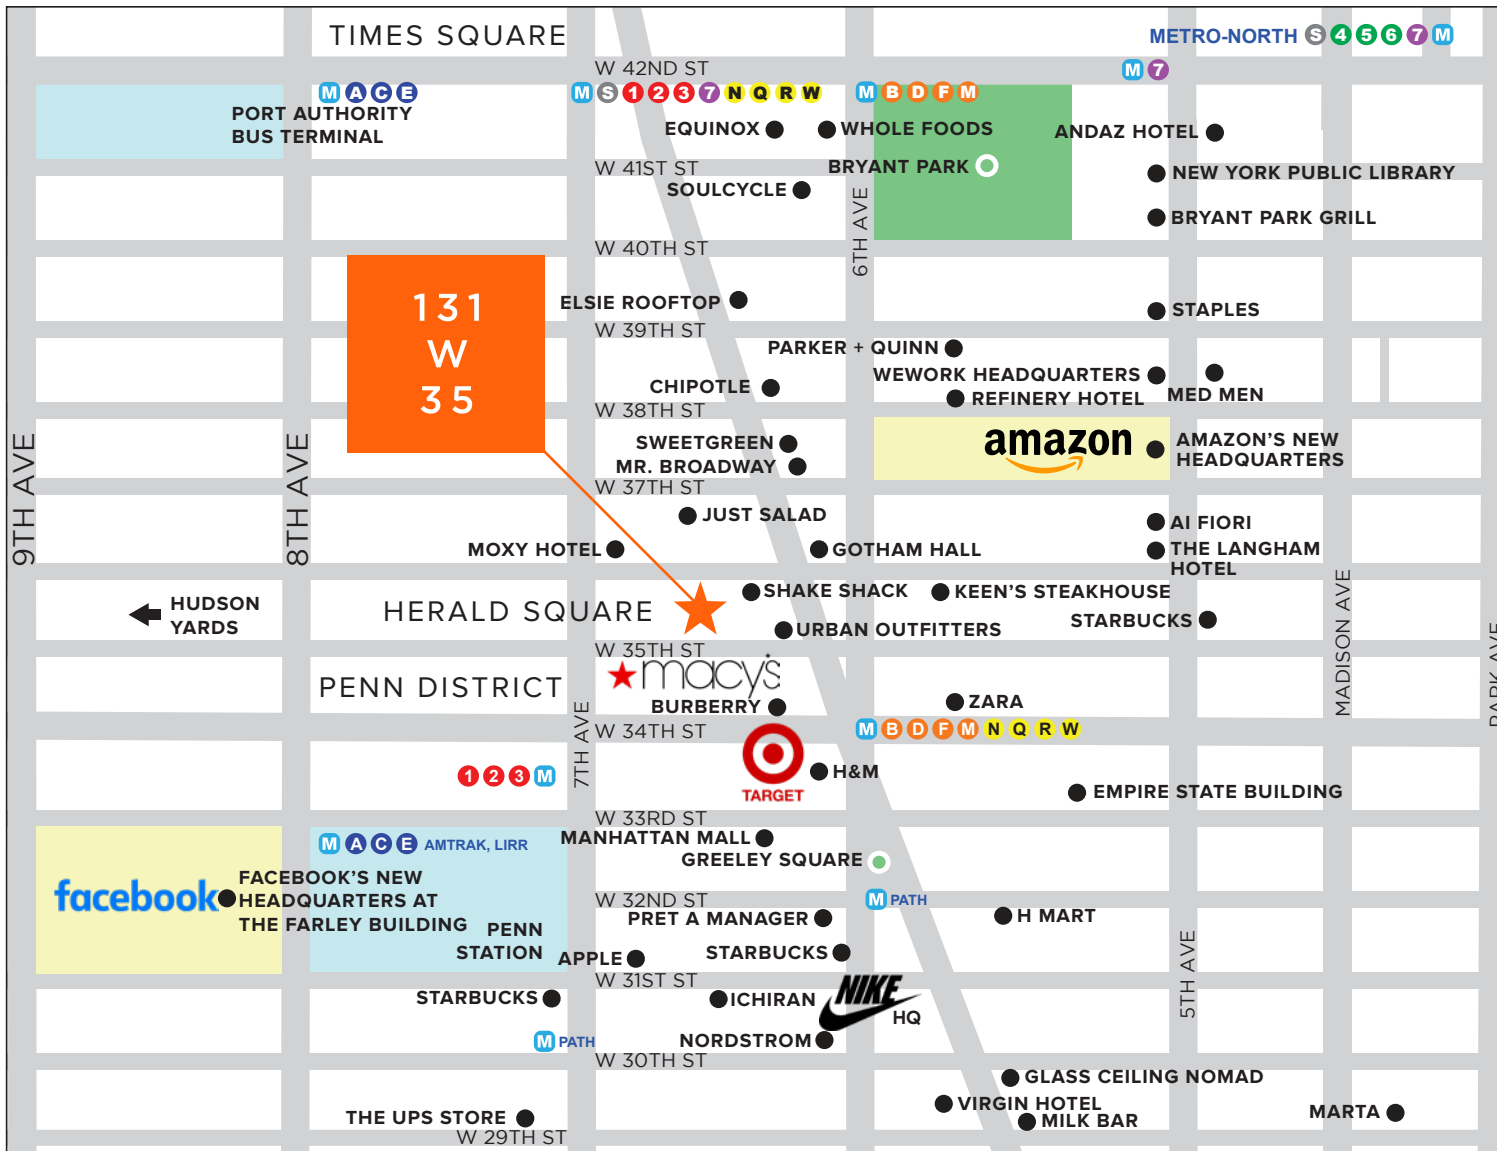 TIMES SQUARE
METRO-NORTH S 4 5 6 7 M
W 42ND ST
M 7
M A C E
M S 1 2 3 7 N Q R W
M B D F M
PORT AUTHORITY
BUS TERMINAL
EQUINOX
WHOLE FOODS
ANDAZ HOTEL
W 41ST ST
BRYANT PARK
NEW YORK PUBLIC LIBRARY
SOULCYCLE
6TH AVE
BRYANT PARK GRILL
W 40TH ST
131
W
35
ELSIE ROOFTOP
STAPLES
W 39TH ST
PARKER + QUINN
WEWORK HEADQUARTERS
CHIPOTLE
REFINERY HOTEL
MED MEN
W 38TH ST
9TH AVE
8TH AVE
SWEETGREEN
amazon
AMAZON'S NEW
HEADQUARTERS
MR. BROADWAY
W 37TH ST
JUST SALAD
AI FIORI
MOXY HOTEL
GOTHAM HALL
THE LANGHAM
HOTEL
SHAKE SHACK
KEEN'S STEAKHOUSE
HUDSON
YARDS
HERALD SQUARE
STARBUCKS
URBAN OUTFITTERS
MADISON AVE
PARK AVE
W 35TH ST
PENN DISTRICT
macy's
BURBERRY
ZARA
7TH AVE
W 34TH ST
M B D F M N Q R W
1 2 3 M
TARGET
H&M
EMPIRE STATE BUILDING
W 33RD ST
M A C E AMTRAK, LIRR
MANHATTAN MALL
GREELEY SQUARE
facebook
FACEBOOK'S NEW
HEADQUARTERS AT
THE FARLEY BUILDING
W 32ND ST
M PATH
PENN
STATION
PRET A MANAGER
H MART
APPLE
STARBUCKS
5TH AVE
W 31ST ST
STARBUCKS
ICHIRAN
NIKE
HQ
M PATH
NORDSTROM
W 30TH ST
GLASS CEILING NOMAD
VIRGIN HOTEL
THE UPS STORE
MILK BAR
MARTA
W 29TH ST